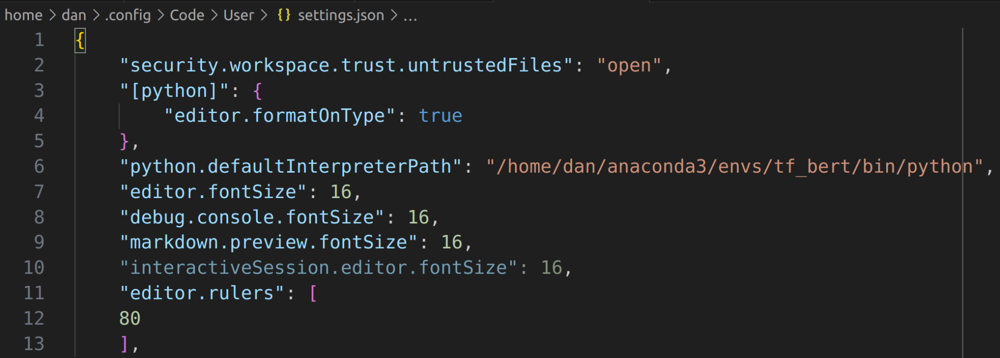 home > dan > .config > Code > User > {} settings.json > ...
1 {
2 "security.workspace.trust.untrustedFiles": "open",
3 "[python]": {
4 "editor.formatOnType": true
5 },
6 "python.defaultInterpreterPath": "/home/dan/anaconda3/envs/tf_bert/bin/python",
7 "editor.fontSize": 16,
8 "debug.console.fontSize": 16,
9 "markdown.preview.fontSize": 16,
10 "interactiveSession.editor.fontSize": 16,
11 "editor.rulers": [
12 80
13 ],